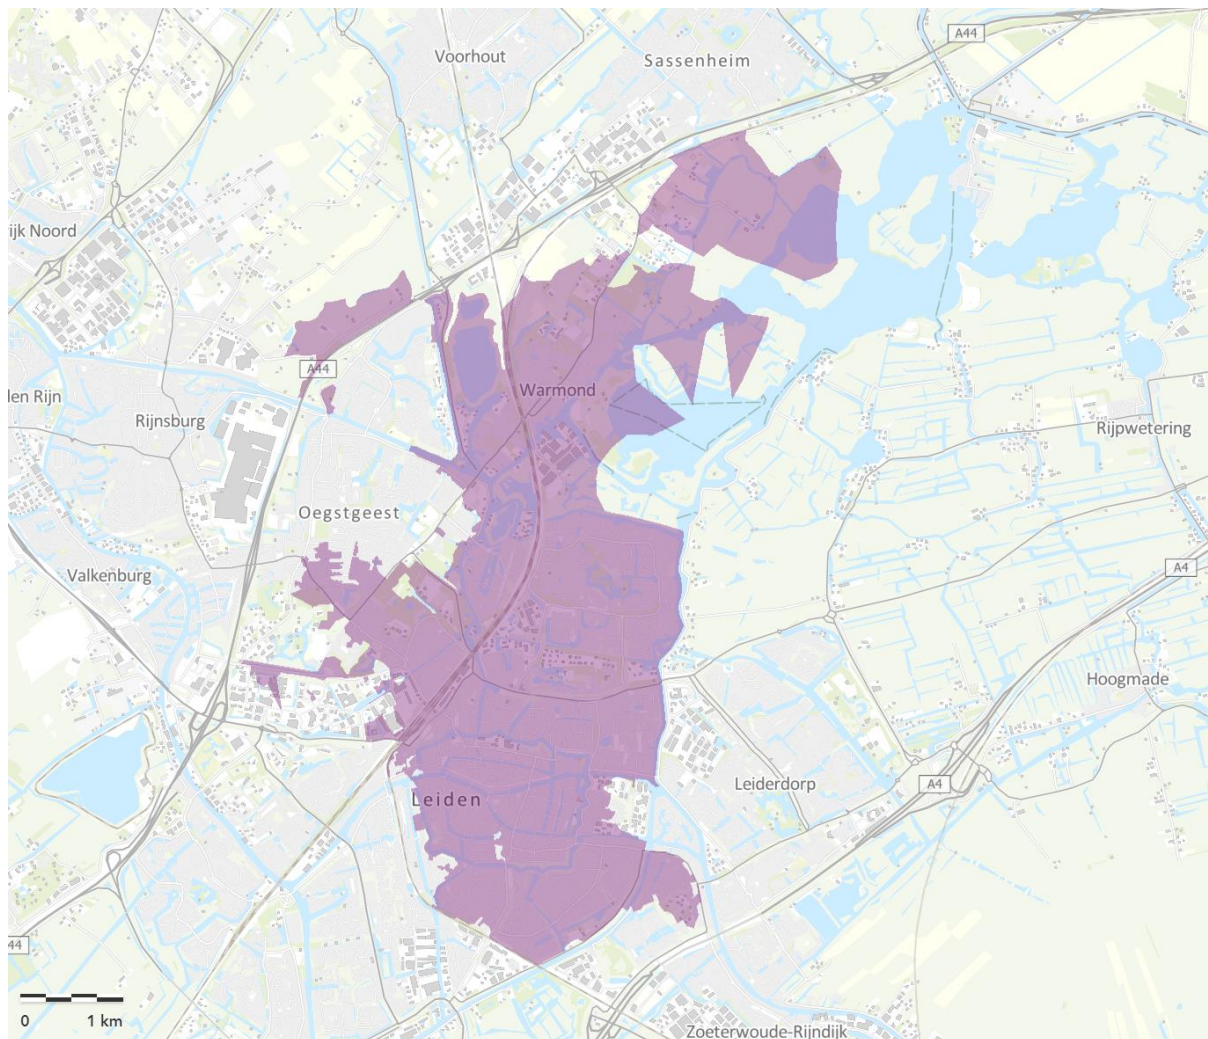 A44
Voorhout
Sassenheim
ijk Noord
A44
Warmond
len Rijn
Rijnsburg
Rijpwetering
Oegstgeest
A4
Valkenburg
Hoogmade
Leiderdorp
A4
Leiden
44
0 1 km
Zoeterwoude-Rijndijk